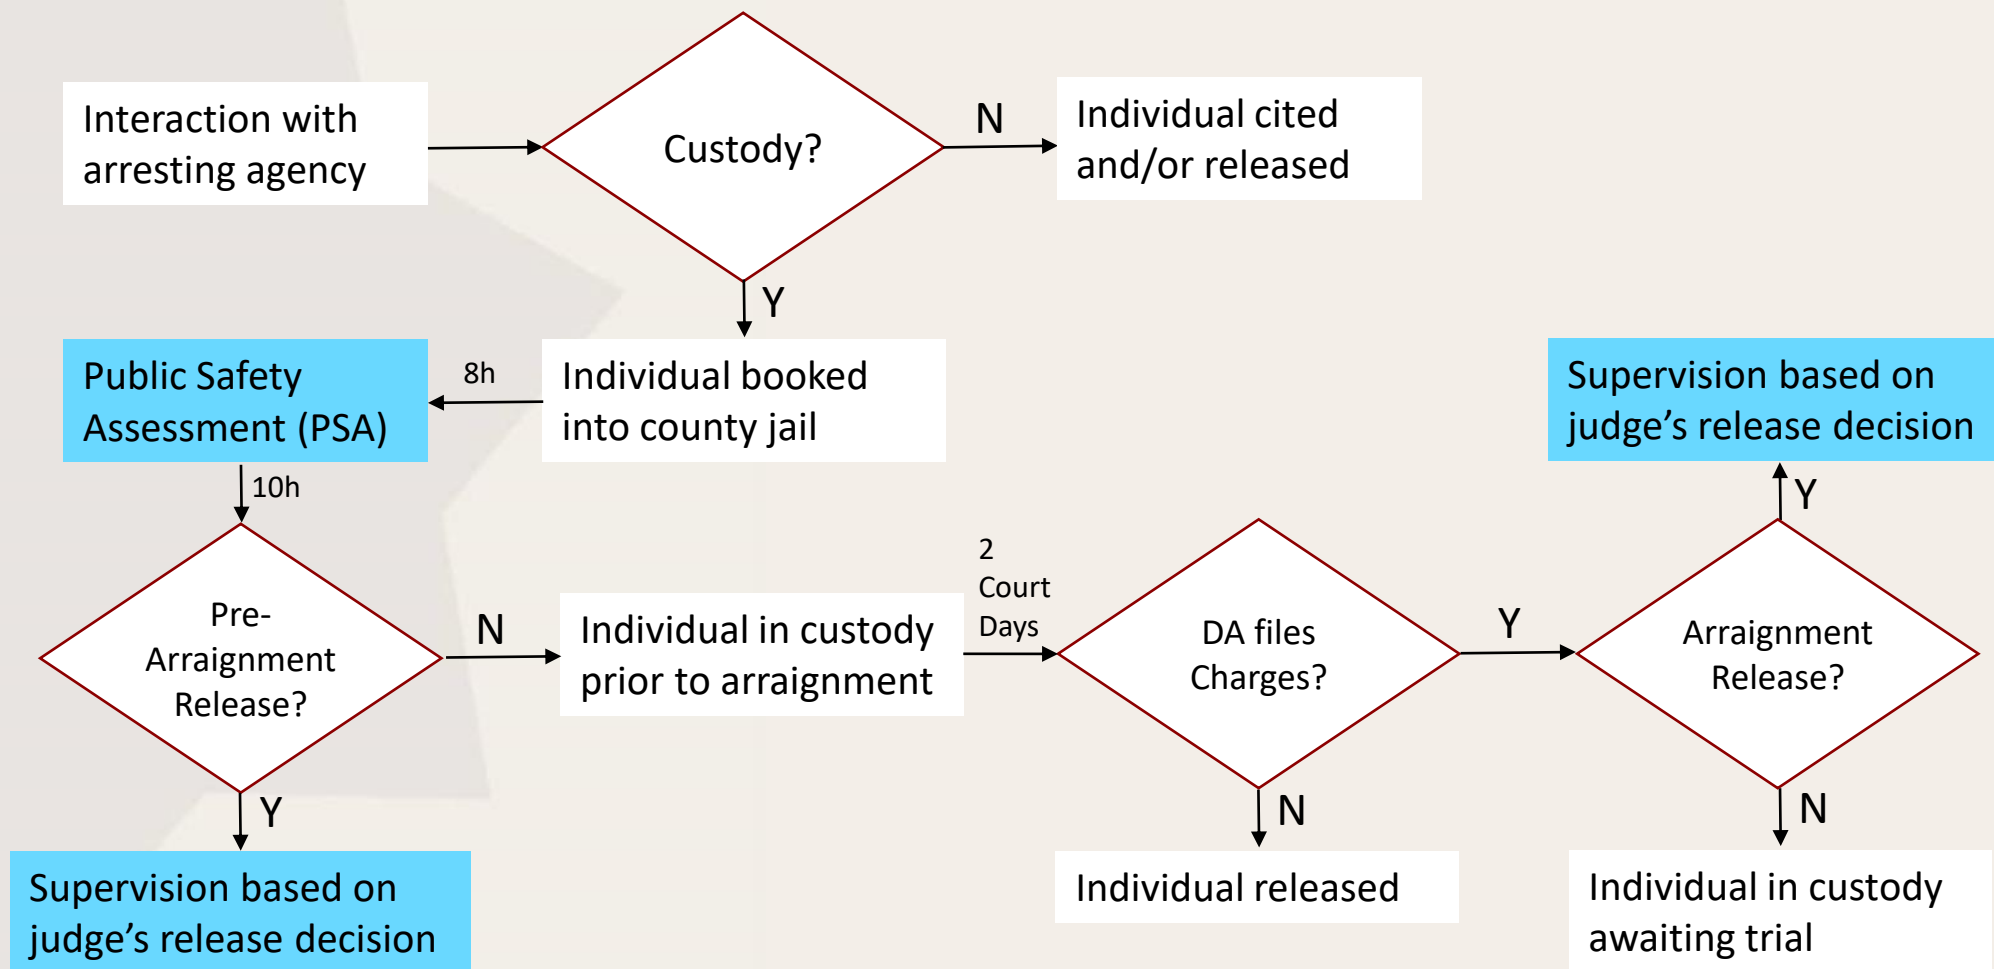 Interaction with
arresting agency
Custody?
N
Individual cited
and/or released
Y
Public Safety
Assessment (PSA)
8h
Individual booked
into county jail
Supervision based on
judge’s release decision
Y
10h
Pre-
Arraignment
Release?
N
Individual in custody
prior to arraignment
2
Court
Days
DA files
Charges?
Y
Arraignment
Release?
Y
N
N
Supervision based on
judge’s release decision
Individual released
Individual in custody
awaiting trial